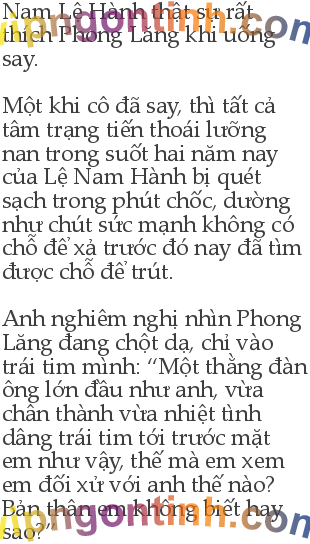 Nam Lê Hành thật sự rất
thích Phong Lăng khi uống
say.
Một khi cô đã say, thì tất cả
tâm trạng tiến thoái lưỡng
nan trong suốt hai năm nay
của Lệ Nam Hành bị quét
sạch trong phút chốc, dường
như chút sức mạnh không có
chỗ để xả trước đó nay đã tìm
được chỗ để trút.
Anh nghiêm nghị nhìn Phong
Lăng đang chột dạ, chỉ vào
trái tim mình: “Một thằng đàn
ông lớn đầu như anh, vừa
chân thành vừa nhiệt tình
dâng trái tim tới trước mặt
em như vậy, thế mà em xem
em đối xử với anh thế nào?
Bản thân em không biết hay
sao?”
vipngontinh.com
vipngontinh.com